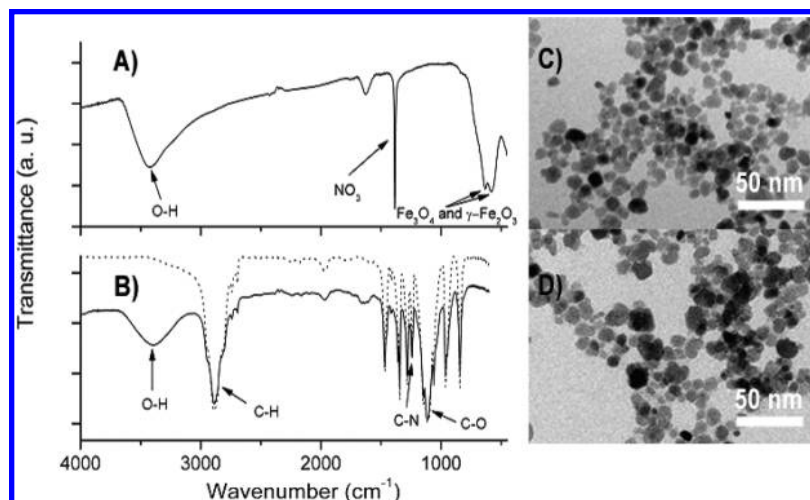 A)
O-H
NO3
Fe3O4 and γ-Fe2O3
B)
O-H
C-H
C-N
C-O
Transmittance (a. u.)
4000 3000 2000 1000
Wavenumber (cm-1)
C)
50 nm
D)
50 nm